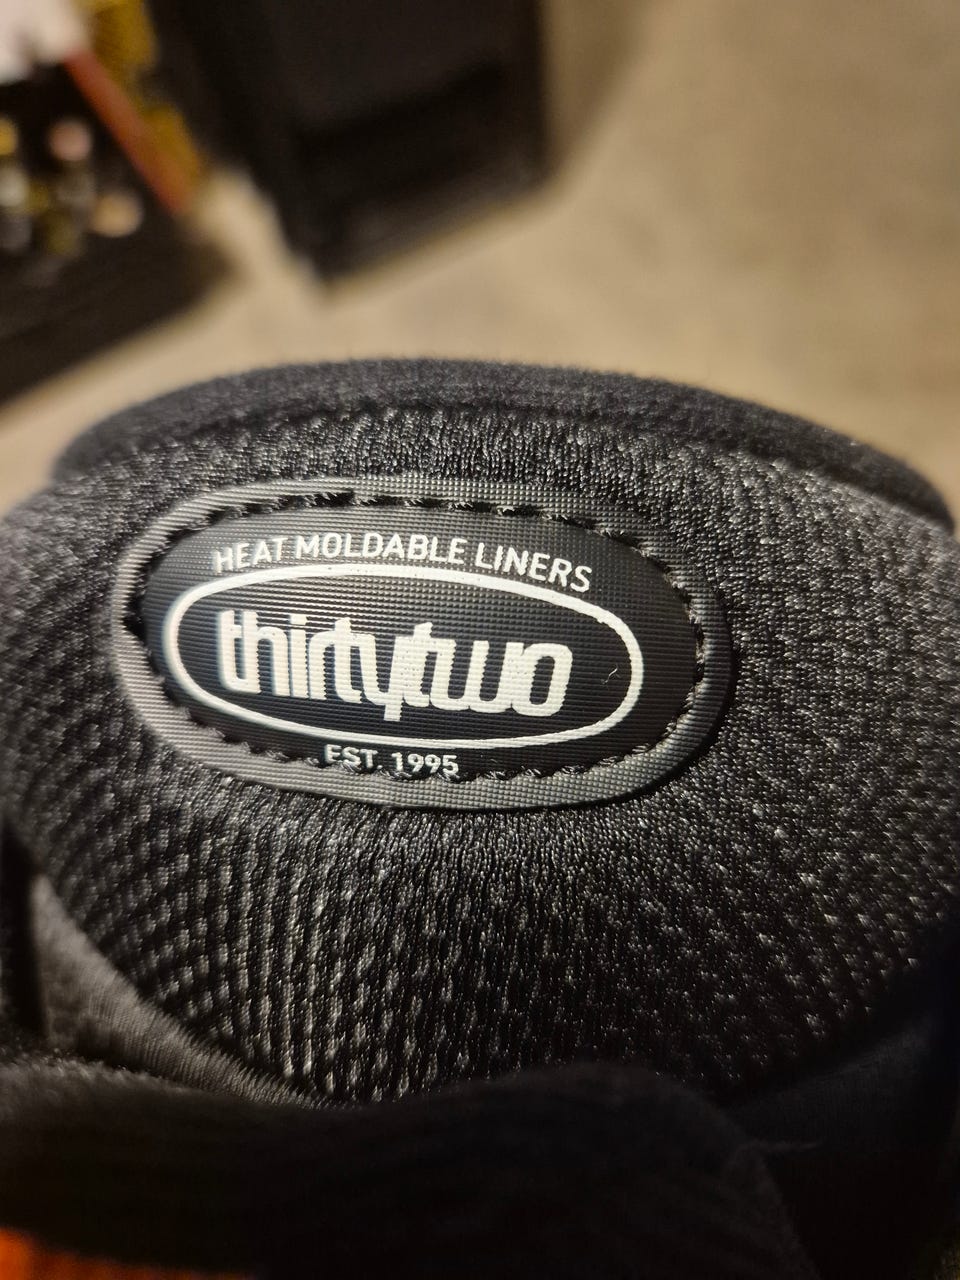 HEAT MOLDABLE LINERS
thirtytwo
EST. 1995